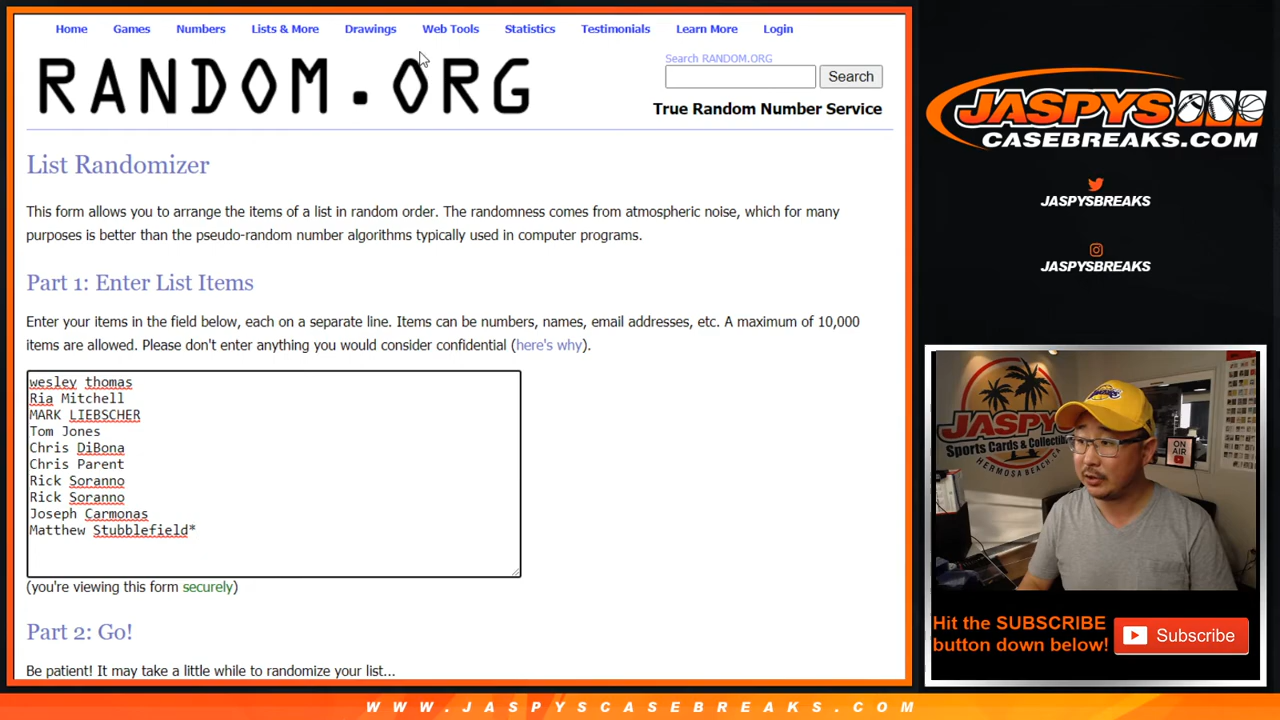 Home Games Numbers Lists & More Drawings Web Tools Statistics Testimonials Learn More Login
RANDOM.ORG
Search RANDOM.ORG
Search
True Random Number Service
List Randomizer
This form allows you to arrange the items of a list in random order. The randomness comes from atmospheric noise, which for many
purposes is better than the pseudo-random number algorithms typically used in computer programs.
Part 1: Enter List Items
Enter your items in the field below, each on a separate line. Items can be numbers, names, email addresses, etc. A maximum of 10,000
items are allowed. Please don't enter anything you would consider confidential (here's why).
wesley thomas
Ria Mitchell
MARK LIEBSCHER
Tom Jones
Chris DiBona
Chris Parent
Rick Soranno
Rick Soranno
Joseph Carmonas
Matthew Stubblefield*
(you're viewing this form securely)
Part 2: Go!
Be patient! It may take a little while to randomize your list...
JASPYS
CASEBREAKS.COM
JASPYSBREAKS
JASPYSBREAKS
JASPYS
Sports Cards & Collectibles
HERMOSA BEACH, CA
ON AIR
Hit the SUBSCRIBE
button down below!
Subscribe
WWW.JASPYSCASEBREAKS.COM